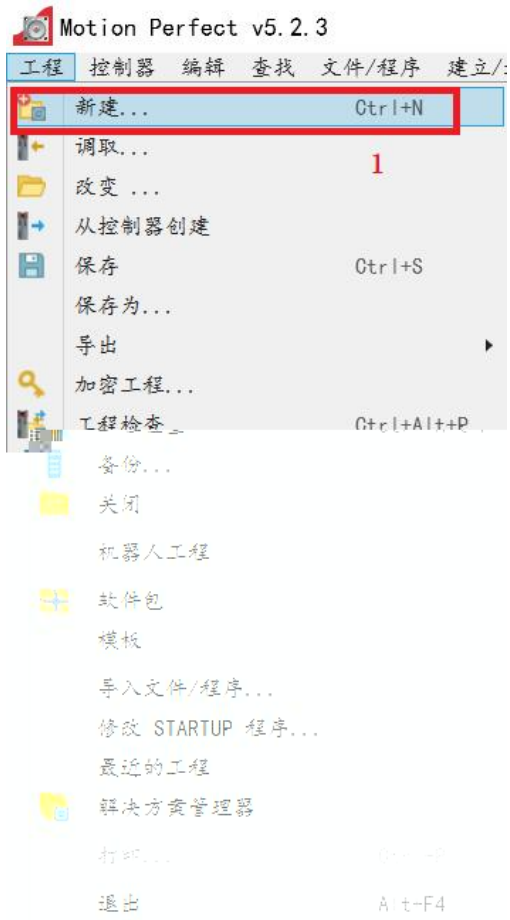 Motion Perfect v5.2.3
工程 控制器 编辑 查找 文件/程序 建立/
新建... Ctrl+N
调取...
1
改变 ...
从控制器创建
保存 Ctrl+S
保存为...
导出
加密工程...
工程检查 Ctrl+Alt+P
备份...
关闭
机器人工程
软件包
模板
导入文件/程序...
修改 STARTUP 程序...
最近的工程
解决方案管理器
打印...
退出 Alt+F4